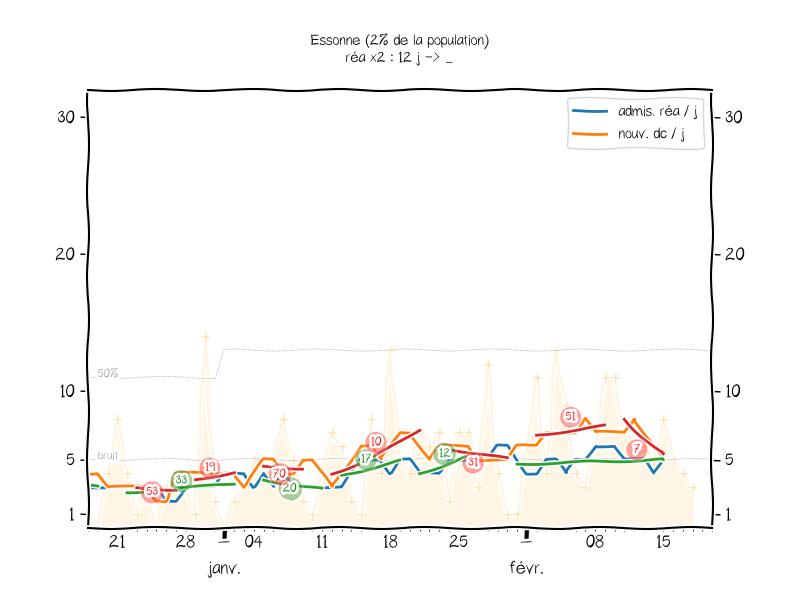 Essonne (2% de la population)
réa x2 : 12 j -> _
admis. réa / j
nouv. dc / j
30 30
20 20
50%
10 10
bruit
5 5
1 1
53 33 19 70 20 17 10 12 31 51 7
21 28 04 11 18 25 08 15
janv. févr.